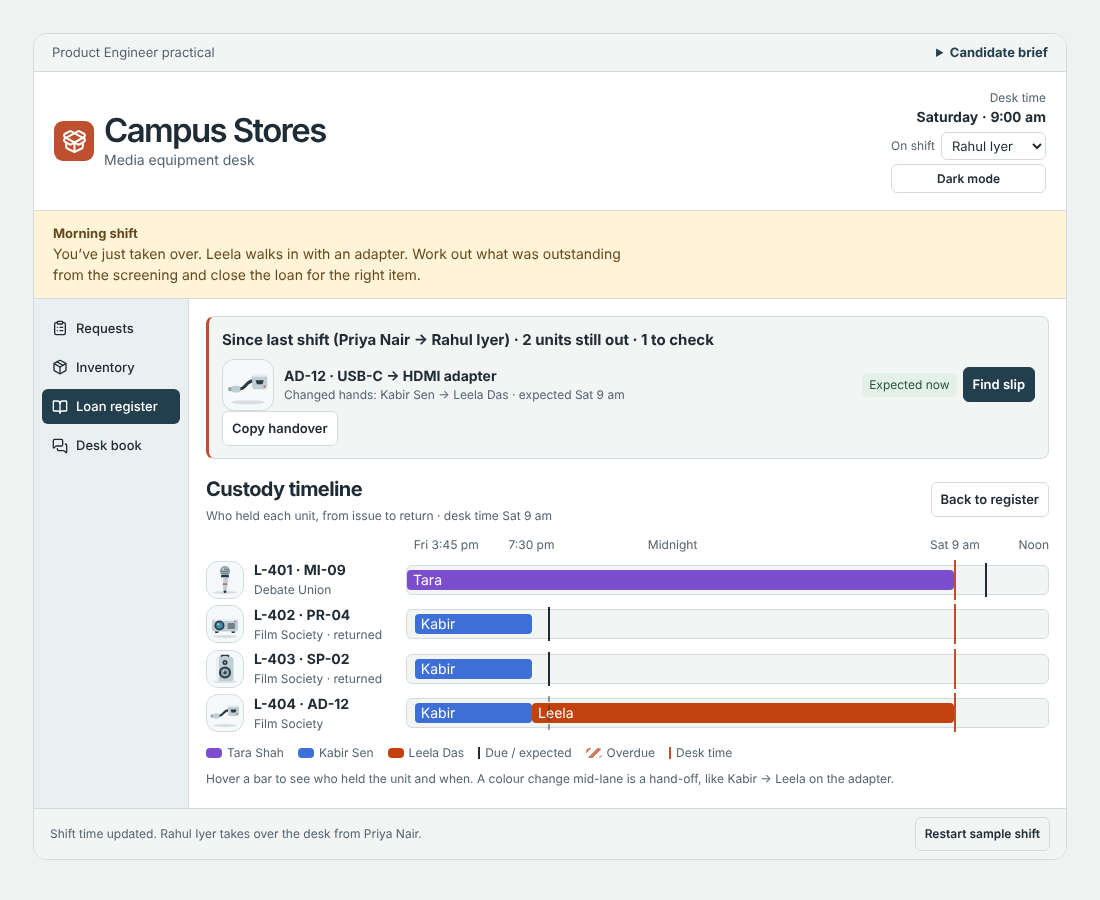 Product Engineer practical
▶ Candidate brief
Campus Stores
Media equipment desk
Desk time
Saturday · 9:00 am
On shift Rahul Iyer
Dark mode
Morning shift
You’ve just taken over. Leela walks in with an adapter. Work out what was outstanding
from the screening and close the loan for the right item.
Requests
Inventory
Loan register
Desk book
Since last shift (Priya Nair → Rahul Iyer) · 2 units still out · 1 to check
AD-12 · USB-C → HDMI adapter
Changed hands: Kabir Sen → Leela Das · expected Sat 9 am
Expected now
Find slip
Copy handover
Custody timeline
Who held each unit, from issue to return · desk time Sat 9 am
Back to register
Fri 3:45 pm 7:30 pm Midnight Sat 9 am Noon
L-401 · MI-09
Debate Union
Tara
L-402 · PR-04
Film Society · returned
Kabir
L-403 · SP-02
Film Society · returned
Kabir
L-404 · AD-12
Film Society
Kabir Leela
Tara Shah Kabir Sen Leela Das Due / expected Overdue Desk time
Hover a bar to see who held the unit and when. A colour change mid-lane is a hand-off, like Kabir → Leela on the adapter.
Shift time updated. Rahul Iyer takes over the desk from Priya Nair.
Restart sample shift